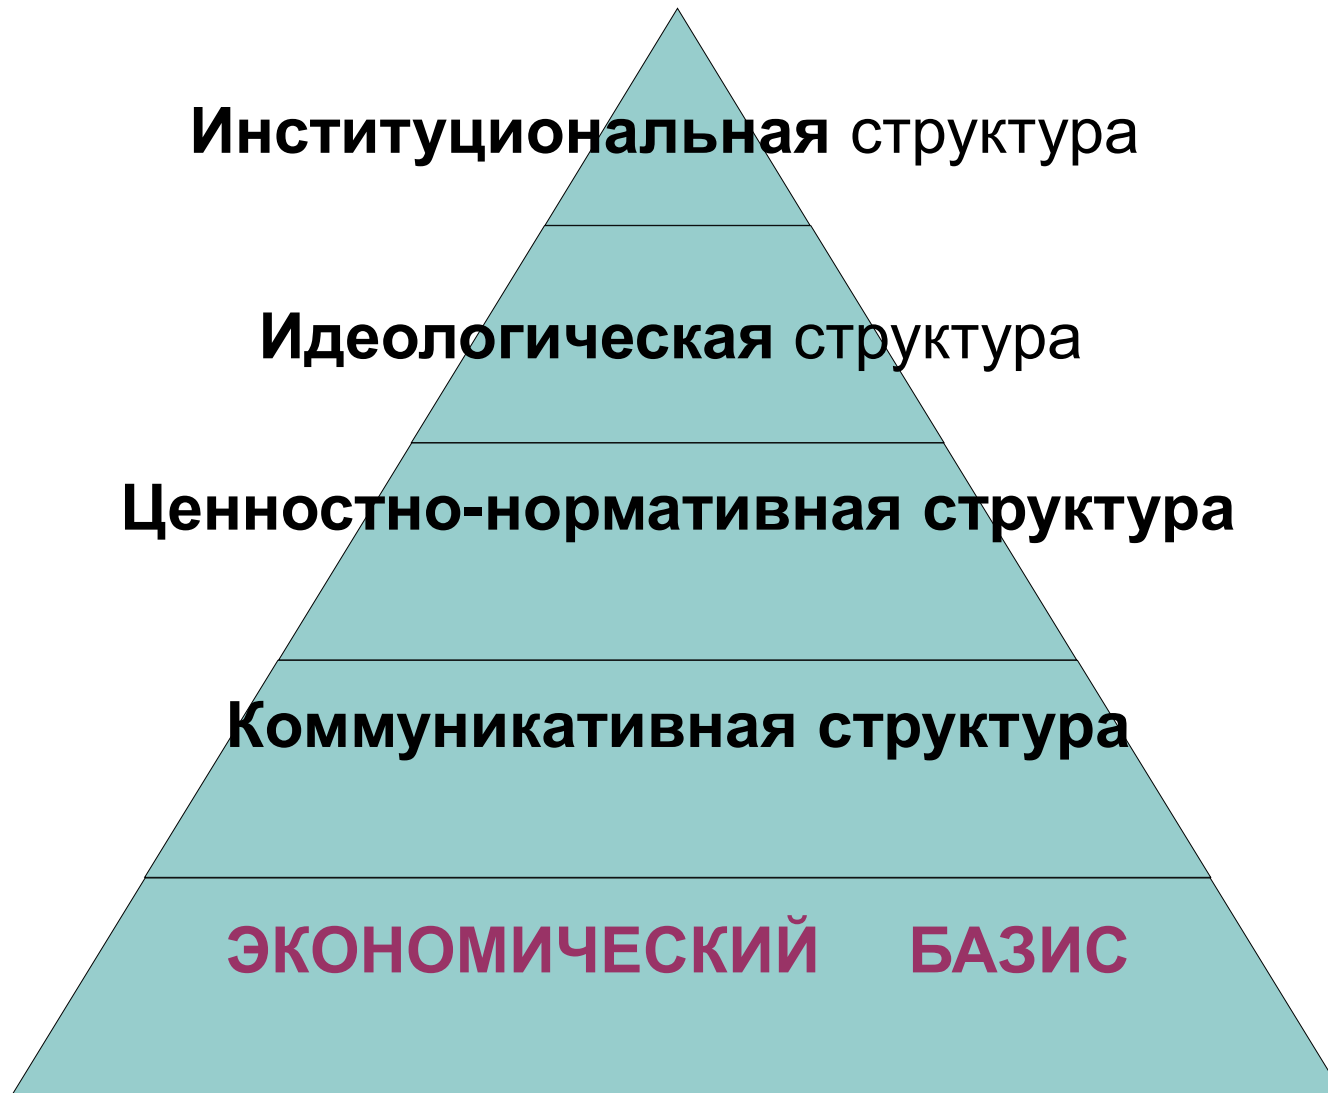 Институциональная структура
Идеологическая структура
Ценностно-нормативная структура
Коммуникативная структура
ЭКОНОМИЧЕСКИЙ БАЗИС